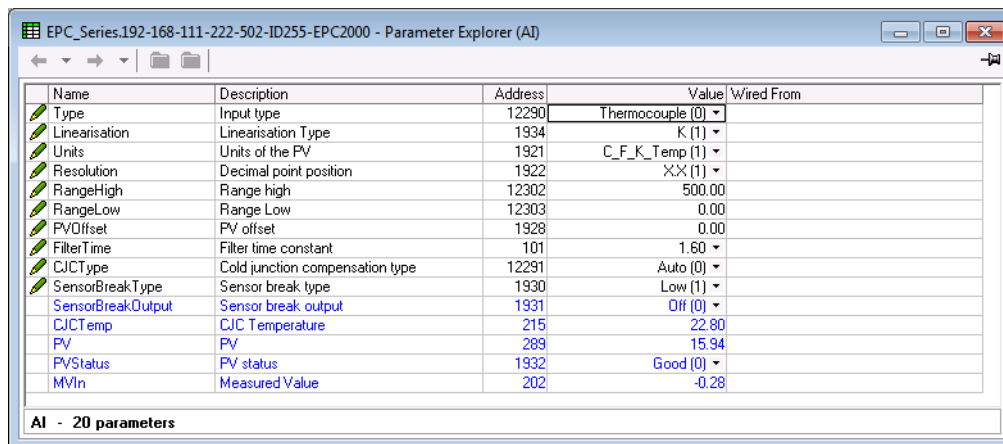 EPC_Series.192-168-111-222-502-ID255-EPC2000 - Parameter Explorer (AI)
Name Description Address Value Wired From
Type Input type 12290 Thermocouple (0)
Linearisation Linearisation Type 1934 K (1)
Units Units of the PV 1921 C_F_K_Temp (1)
Resolution Decimal point position 1922 X.X (1)
RangeHigh Range high 12302 500.00
RangeLow Range Low 12303 0.00
PVOffset PV offset 1928 0.00
FilterTime Filter time constant 101 1.60
CJCType Cold junction compensation type 12291 Auto (0)
SensorBreakType Sensor break type 1930 Low (1)
SensorBreakOutput Sensor break output 1931 Off (0)
CJCTemp CJC Temperature 215 22.80
PV PV 289 15.94
PVStatus PV status 1932 Good (0)
MVIn Measured Value 202 -0.28
AI - 20 parameters